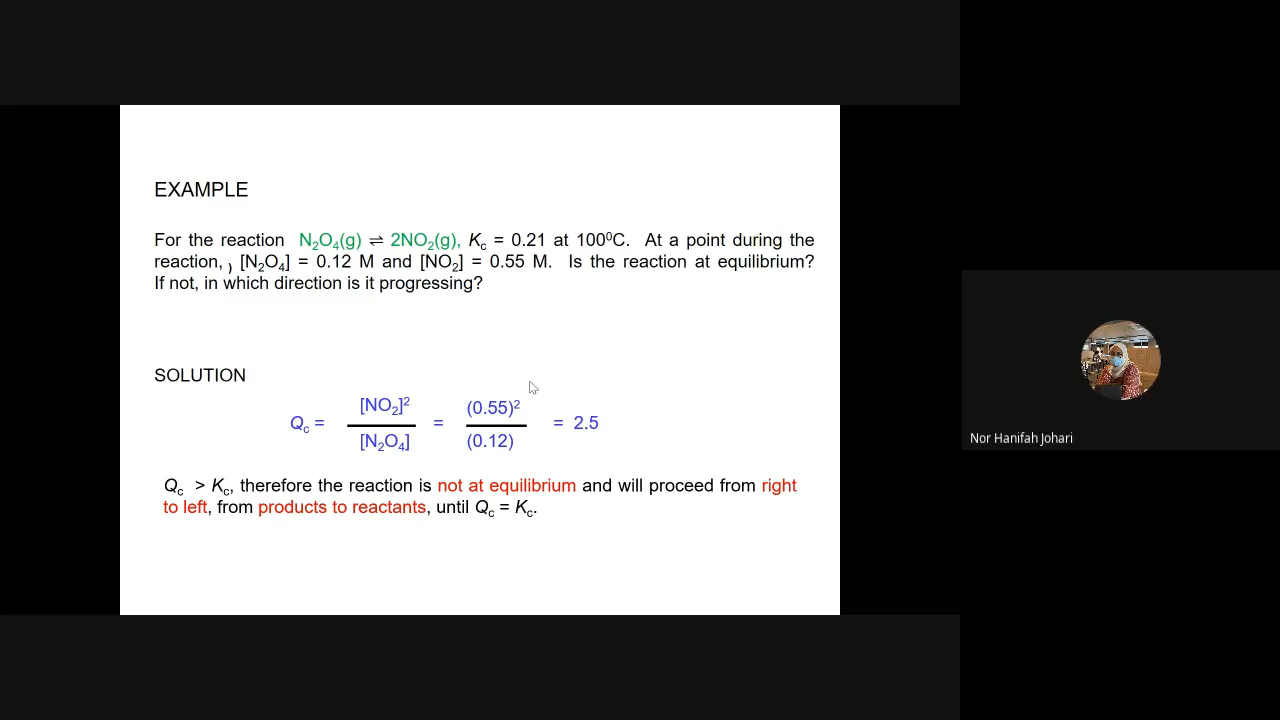 EXAMPLE
For the reaction N₂O₄(g) ⇌ 2NO₂(g), Kc = 0.21 at 100⁰C. At a point during the
reaction, ) [N₂O₄] = 0.12 M and [NO₂] = 0.55 M. Is the reaction at equilibrium?
If not, in which direction is it progressing?
SOLUTION
Qc = [NO₂]² / [N₂O₄] = (0.55)² / (0.12) = 2.5
Qc > Kc, therefore the reaction is not at equilibrium and will proceed from right
to left, from products to reactants, until Qc = Kc.
Nor Hanifah Johari